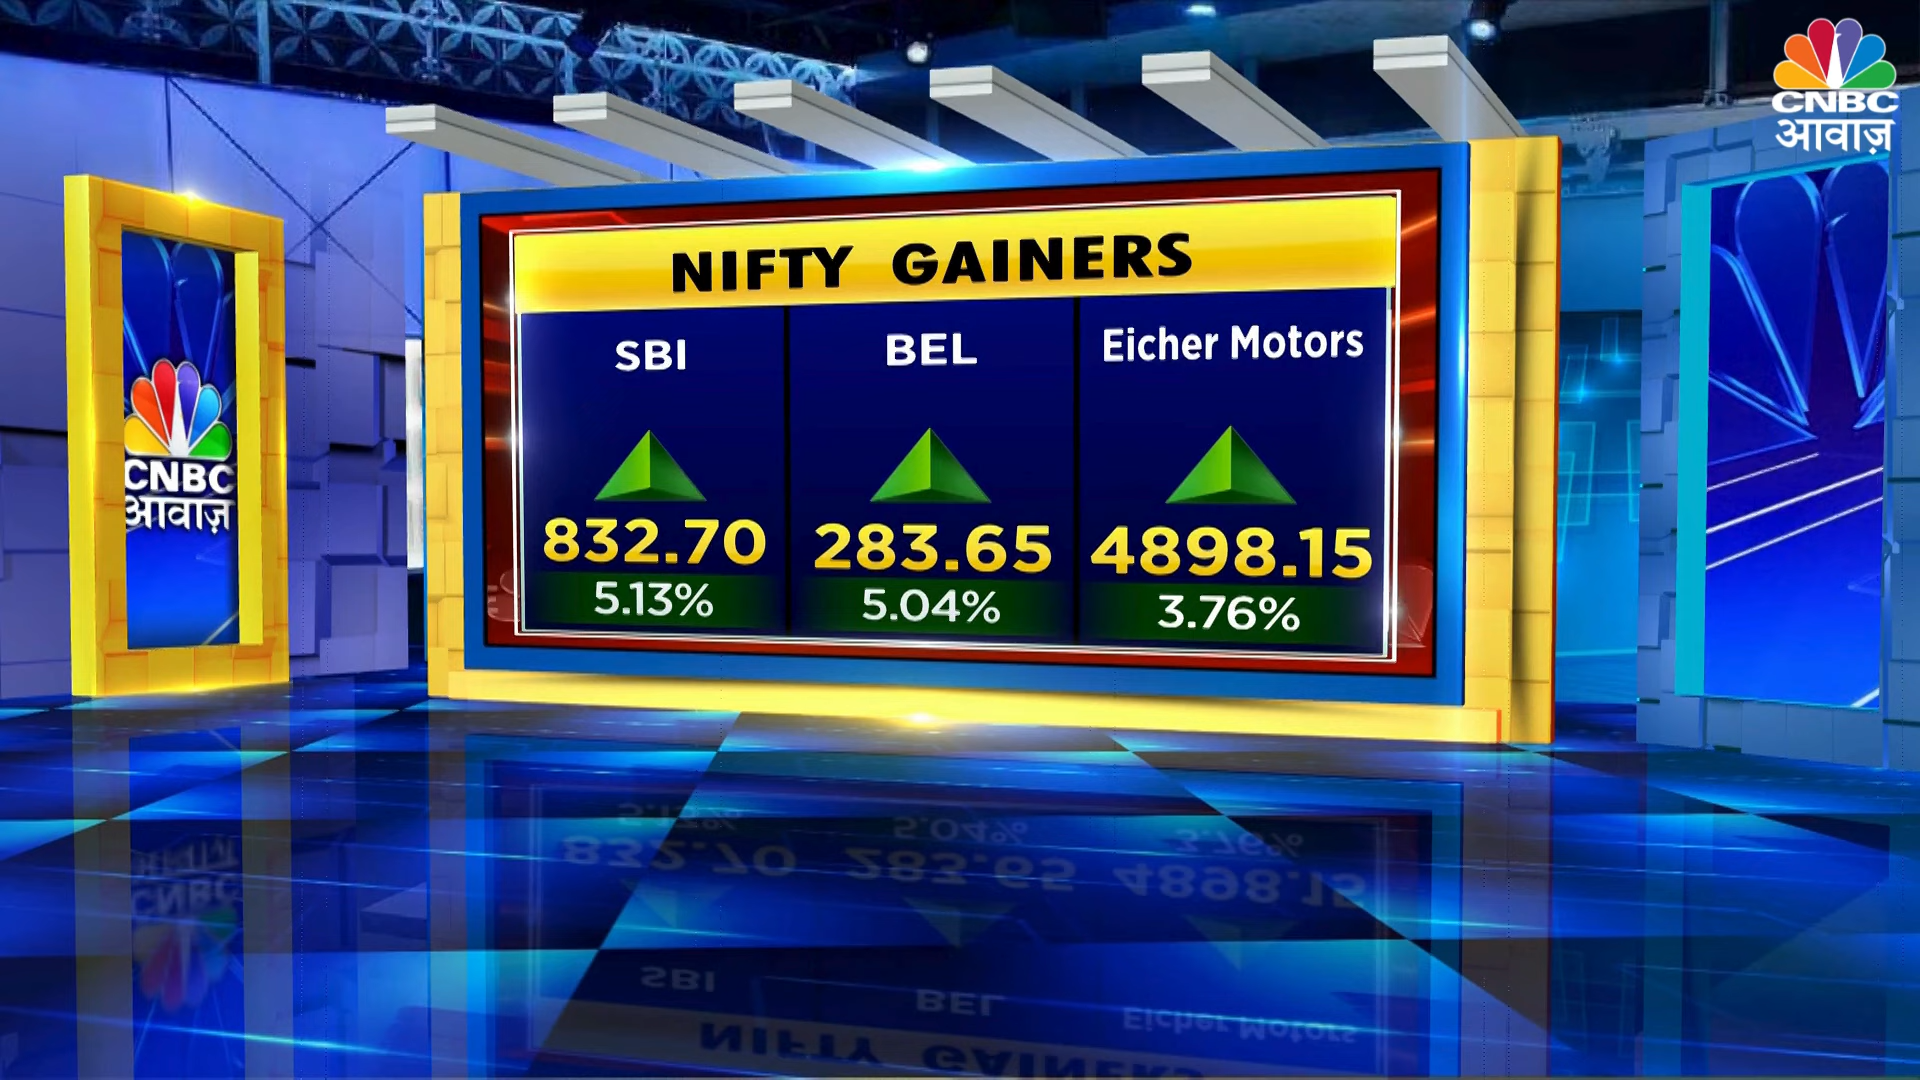 CNBC
आवाज़
NIFTY GAINERS
SBI BEL Eicher Motors
832.70 283.65 4898.15
5.13% 5.04% 3.76%
CNBC
आवाज़